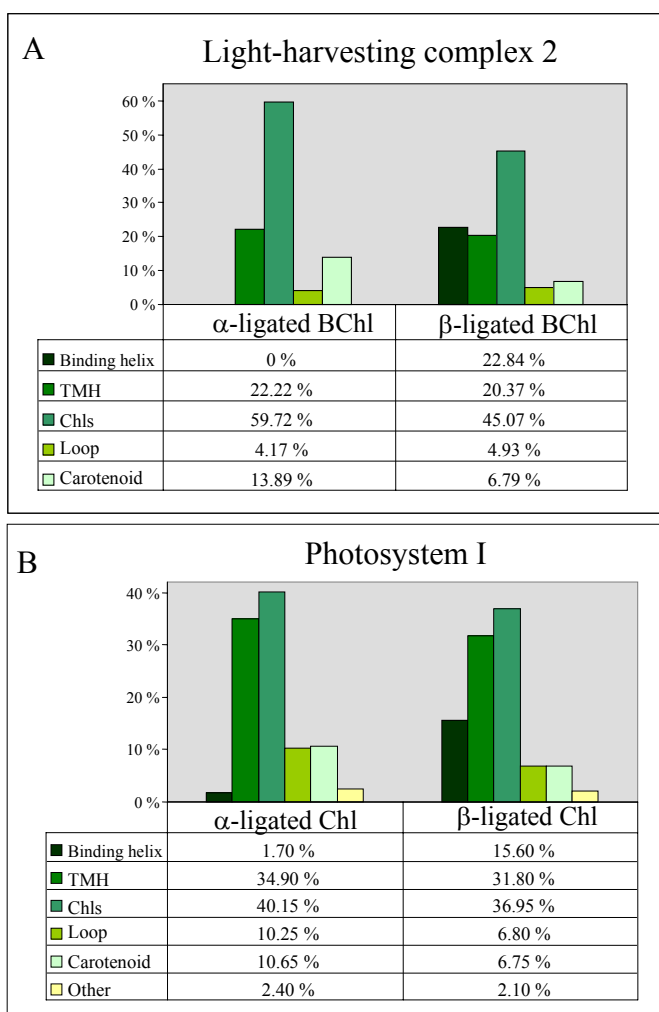 A
Light-harvesting complex 2
60 %
50 %
40 %
30 %
20 %
10 %
0 %
α-ligated BChl β-ligated BChl
Binding helix 0 % 22.84 %
TMH 22.22 % 20.37 %
Chls 59.72 % 45.07 %
Loop 4.17 % 4.93 %
Carotenoid 13.89 % 6.79 %
B
Photosystem I
40 %
30 %
20 %
10 %
0 %
α-ligated Chl β-ligated Chl
Binding helix 1.70 % 15.60 %
TMH 34.90 % 31.80 %
Chls 40.15 % 36.95 %
Loop 10.25 % 6.80 %
Carotenoid 10.65 % 6.75 %
Other 2.40 % 2.10 %